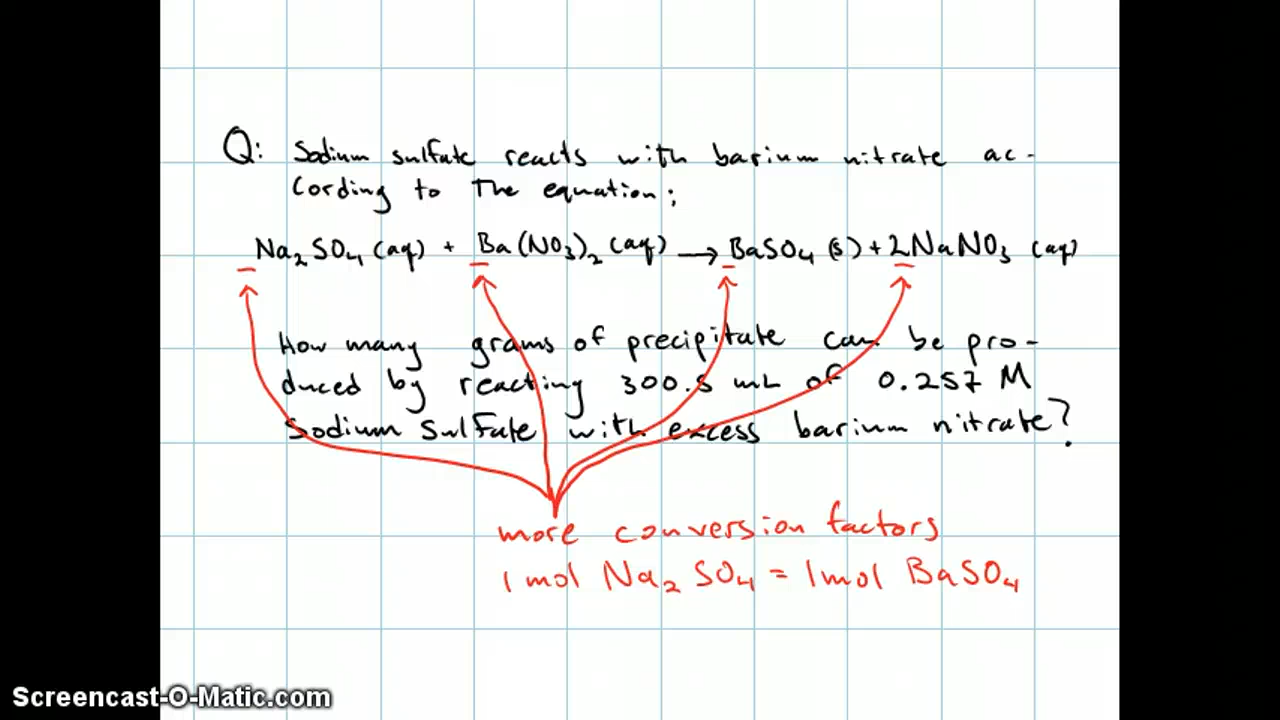 Q: Sodium sulfate reacts with barium nitrate ac-
cording to the equation;
Na₂SO₄ (aq) + Ba(NO₃)₂ (aq) → BaSO₄ (s) + 2NaNO₃ (aq)
How many grams of precipitate can be pro-
duced by reacting 300.5 mL of 0.257 M
Sodium Sulfate with excess barium nitrate?
more conversion factors
1 mol Na₂SO₄ = 1 mol BaSO₄
Screencast-O-Matic.com